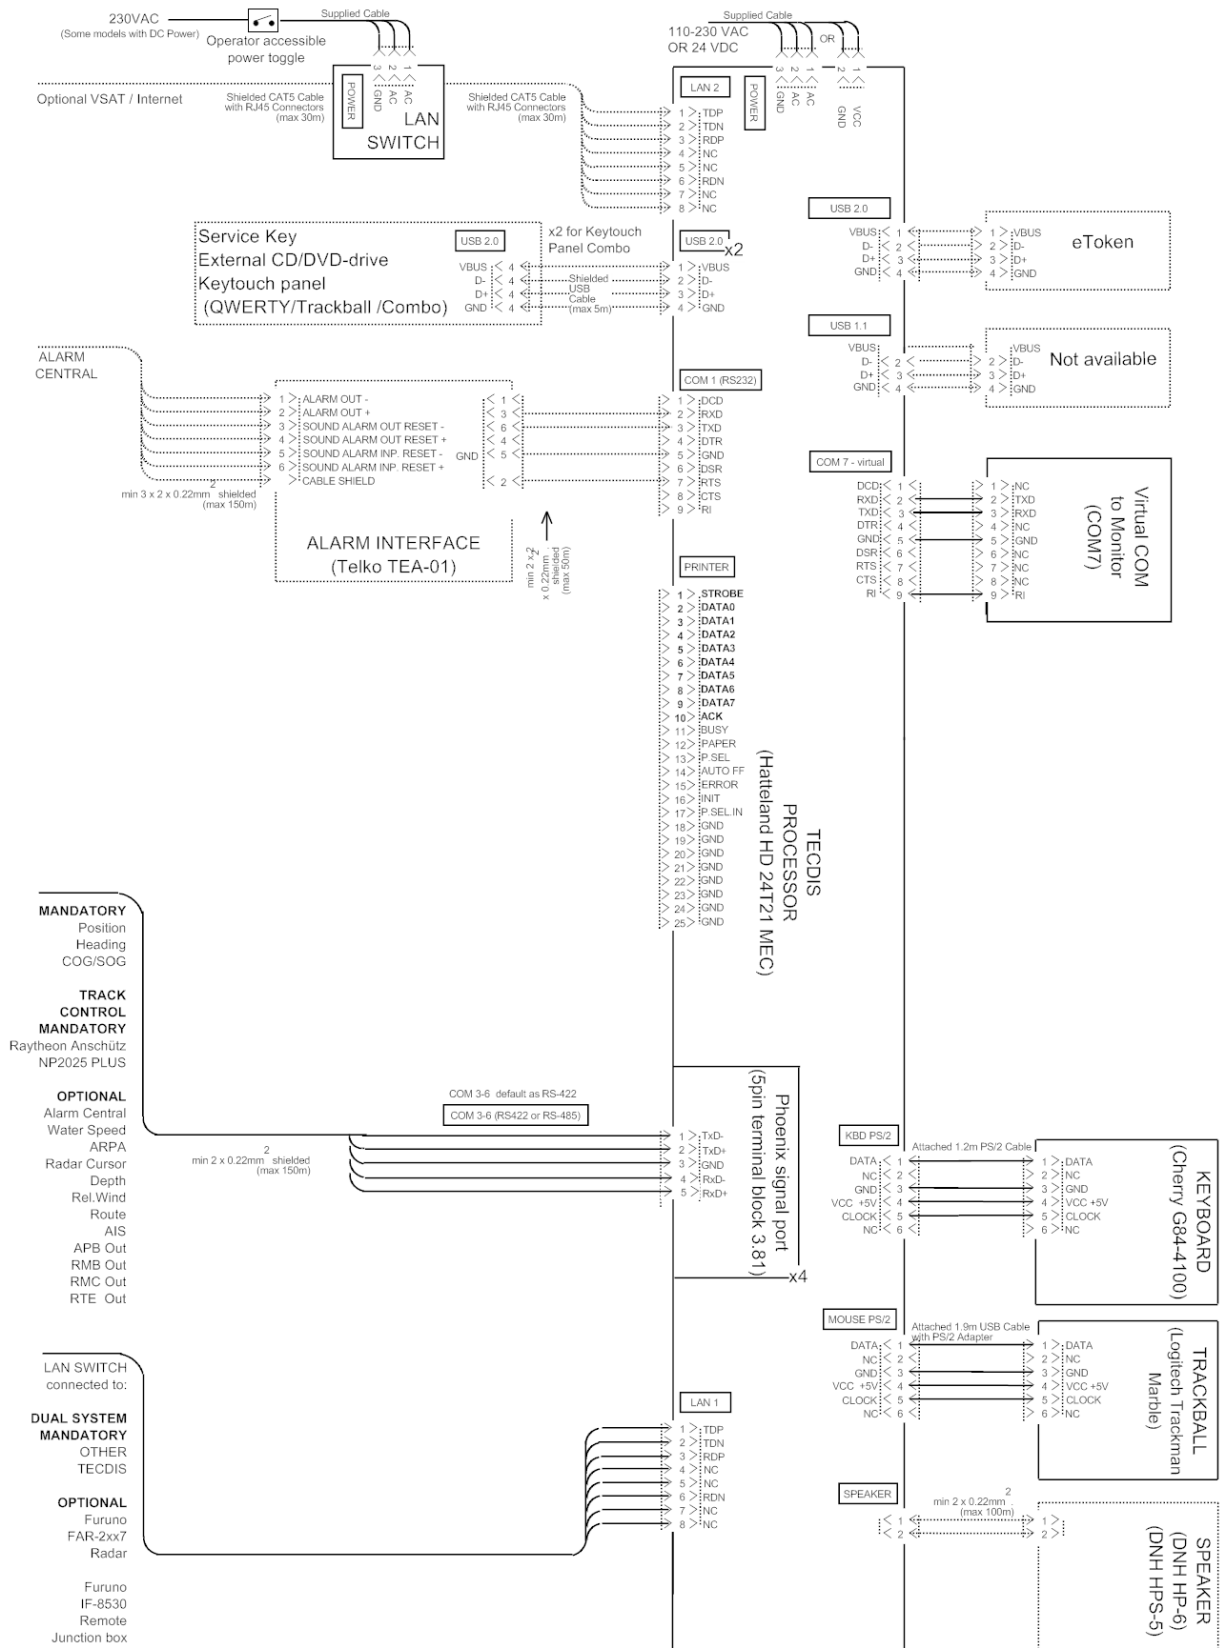 230VAC
(Some models with DC Power)
Operator accessible
power toggle
Supplied Cable
3 2 1
GND AC AC
POWER
LAN
SWITCH
Optional VSAT / Internet
Shielded CAT5 Cable
with RJ45 Connectors
(max 30m)
Shielded CAT5 Cable
with RJ45 Connectors
(max 30m)
Supplied Cable
110-230 VAC
OR 24 VDC
OR
3 2 1 2 1
GND AC AC GND VCC
POWER
LAN 2
1 TDP
2 TDN
3 RDP
4 NC
5 NC
6 RDN
7 NC
8 NC
Service Key
External CD/DVD-drive
Keytouch panel
(QWERTY/Trackball /Combo)
USB 2.0
VBUS 4
D- 4
D+ 4
GND 4
x2 for Keytouch
Panel Combo
Shielded
USB
Cable
(max 5m)
USB 2.0
x2
1 VBUS
2 D-
3 D+
4 GND
USB 2.0
VBUS 1 1 VBUS
D- 2 2 D-
D+ 3 3 D+
GND 4 4 GND
eToken
USB 1.1
VBUS VBUS
D- 2 2 D-
D+ 3 3 D+
GND 4 4 GND
Not available
ALARM
CENTRAL
1 ALARM OUT -
2 ALARM OUT +
3 SOUND ALARM OUT RESET -
4 SOUND ALARM OUT RESET +
5 SOUND ALARM INP. RESET -
6 SOUND ALARM INP. RESET +
CABLE SHIELD
1
3
6
4
GND 5
2
min 3 x 2 x 0.22mm 2 shielded
(max 150m)
ALARM INTERFACE
(Telko TEA-01)
min 2 x 2
x 0.22mm 2.
shielded
(max 50m)
COM 1 (RS232)
1 DCD
2 RXD
3 TXD
4 DTR
5 GND
6 DSR
7 RTS
8 CTS
9 RI
COM 7 - virtual
DCD 1 1 NC
RXD 2 2 TXD
TXD 3 3 RXD
DTR 4 4 NC
GND 5 5 GND
DSR 6 6 NC
RTS 7 7 NC
CTS 8 8 NC
RI 9 9 RI
Virtual COM
to Monitor
(COM7)
PRINTER
1 STROBE
2 DATA0
3 DATA1
4 DATA2
5 DATA3
6 DATA4
7 DATA5
8 DATA6
9 DATA7
10 ACK
11 BUSY
12 PAPER
13 P.SEL
14 AUTO FF
15 ERROR
16 INIT
17 P.SEL.IN
18 GND
19 GND
20 GND
21 GND
22 GND
23 GND
24 GND
25 GND
TECDIS
PROCESSOR
(Hatteland HD 24T21 MEC)
MANDATORY
Position
Heading
COG/SOG
TRACK
CONTROL
MANDATORY
Raytheon Anschütz
NP2025 PLUS
OPTIONAL
Alarm Central
Water Speed
ARPA
Radar Cursor
Depth
Rel.Wind
Route
AIS
APB Out
RMB Out
RMC Out
RTE Out
min 2 x 0.22mm 2 shielded
(max 150m)
COM 3-6 default as RS-422
COM 3-6 (RS422 or RS-485)
1 TxD-
2 TxD+
3 GND
4 RxD-
5 RxD+
Phoenix signal port
(5pin terminal block 3.81)
x4
KBD PS/2
Attached 1.2m PS/2 Cable
DATA 1 1 DATA
NC 2 2 NC
GND 3 3 GND
VCC +5V 4 4 VCC +5V
CLOCK 5 5 CLOCK
NC 6 6 NC
KEYBOARD
(Cherry G84-4100)
MOUSE PS/2
Attached 1.9m USB Cable
with PS/2 Adapter
DATA 1 1 DATA
NC 2 2 NC
GND 3 3 GND
VCC +5V 4 4 VCC +5V
CLOCK 5 5 CLOCK
NC 6 6 NC
TRACKBALL
(Logitech Trackman
Marble)
LAN SWITCH
connected to:
DUAL SYSTEM
MANDATORY
OTHER
TECDIS
OPTIONAL
Furuno
FAR-2xx7
Radar
Furuno
IF-8530
Remote
Junction box
LAN 1
1 TDP
2 TDN
3 RDP
4 NC
5 NC
6 RDN
7 NC
8 NC
SPEAKER
min 2 x 0.22mm 2 .
(max 100m)
1 1
2 2
SPEAKER
(DNH HP-6)
(DNH HPS-5)